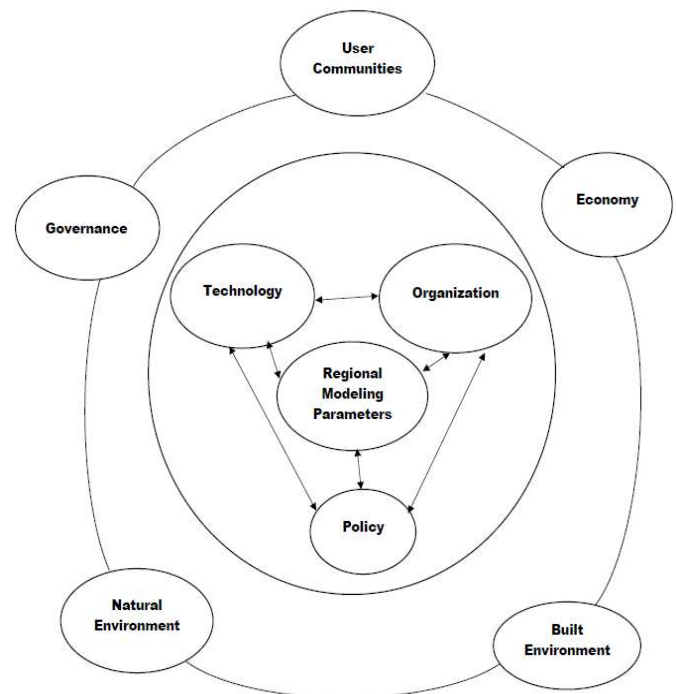 User
Communities
Economy
Governance
Technology
Organization
Regional
Modeling
Parameters
Policy
Natural
Environment
Built
Environment